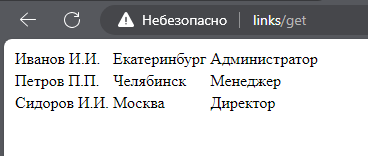 Небезопасно links/get
Иванов И.И. Екатеринбург Администратор
Петров П.П. Челябинск Менеджер
Сидоров И.И. Москва Директор